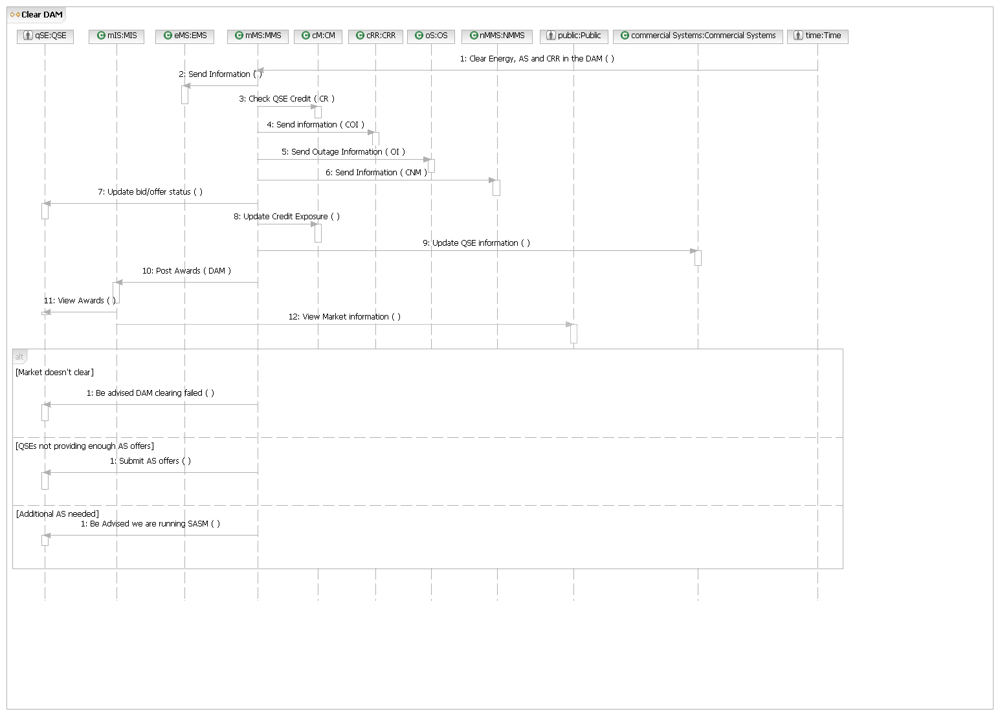 Clear DAM
qSE:QSE
mIS:MIS
eMS:EMS
mMS:MMS
cM:CM
cRR:CRR
oS:OS
nMMS:NMMS
public:Public
commercial Systems:Commercial Systems
time:Time
1: Clear Energy, AS and CRR in the DAM ( )
2: Send Information ( )
3: Check QSE Credit ( CR )
4: Send information ( COI )
5: Send Outage Information ( OI )
6: Send Information ( CNM )
7: Update bid/offer status ( )
8: Update Credit Exposure ( )
9: Update QSE information ( )
10: Post Awards ( DAM )
11: View Awards ( )
12: View Market information ( )
alt
[Market doesn't clear]
1: Be advised DAM clearing failed ( )
[QSEs not providing enough AS offers]
1: Submit AS offers ( )
[Additional AS needed]
1: Be Advised we are running SASM ( )